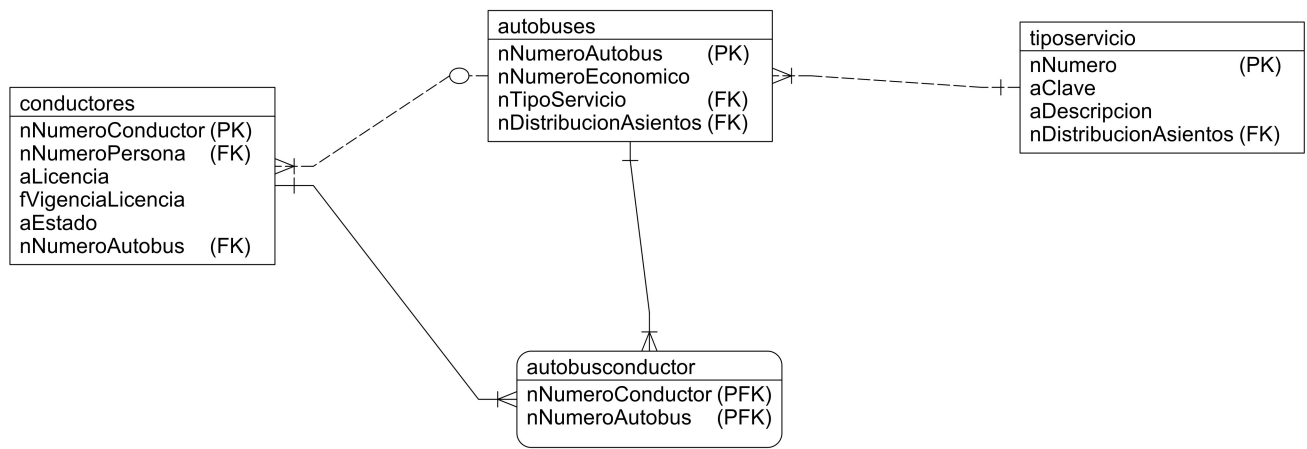 conductores
nNumeroConductor (PK)
nNumeroPersona (FK)
aLicencia
fVigenciaLicencia
aEstado
nNumeroAutobus (FK)
autobuses
nNumeroAutobus (PK)
nNumeroEconomico
nTipoServicio (FK)
nDistribucionAsientos (FK)
tiposervicio
nNumero (PK)
aClave
aDescripcion
nDistribucionAsientos (FK)
autobusconductor
nNumeroConductor (PFK)
nNumeroAutobus (PFK)